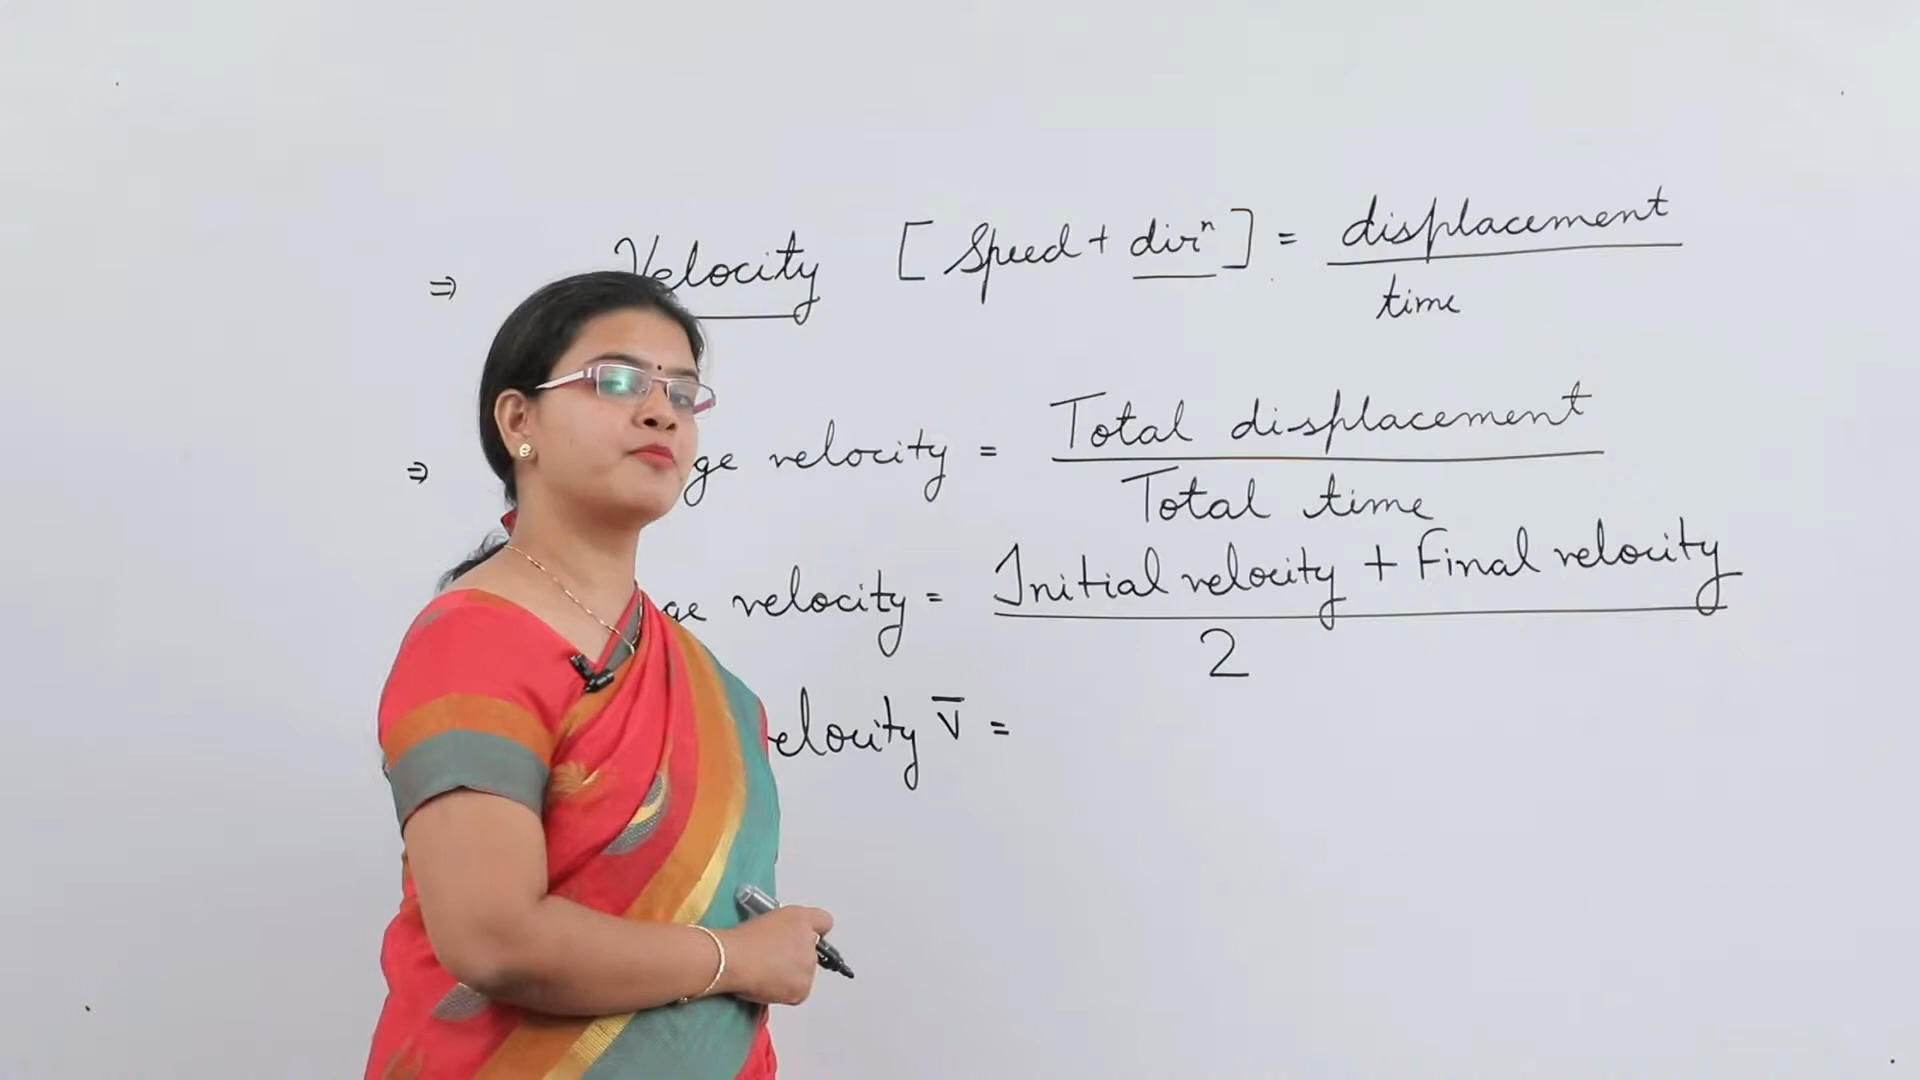 ⇒ Velocity [Speed + dirⁿ] = displacement / time
⇒ ge velocity = Total displacement / Total time
ge velocity = Initial velocity + Final velocity / 2
elocity v̅ =